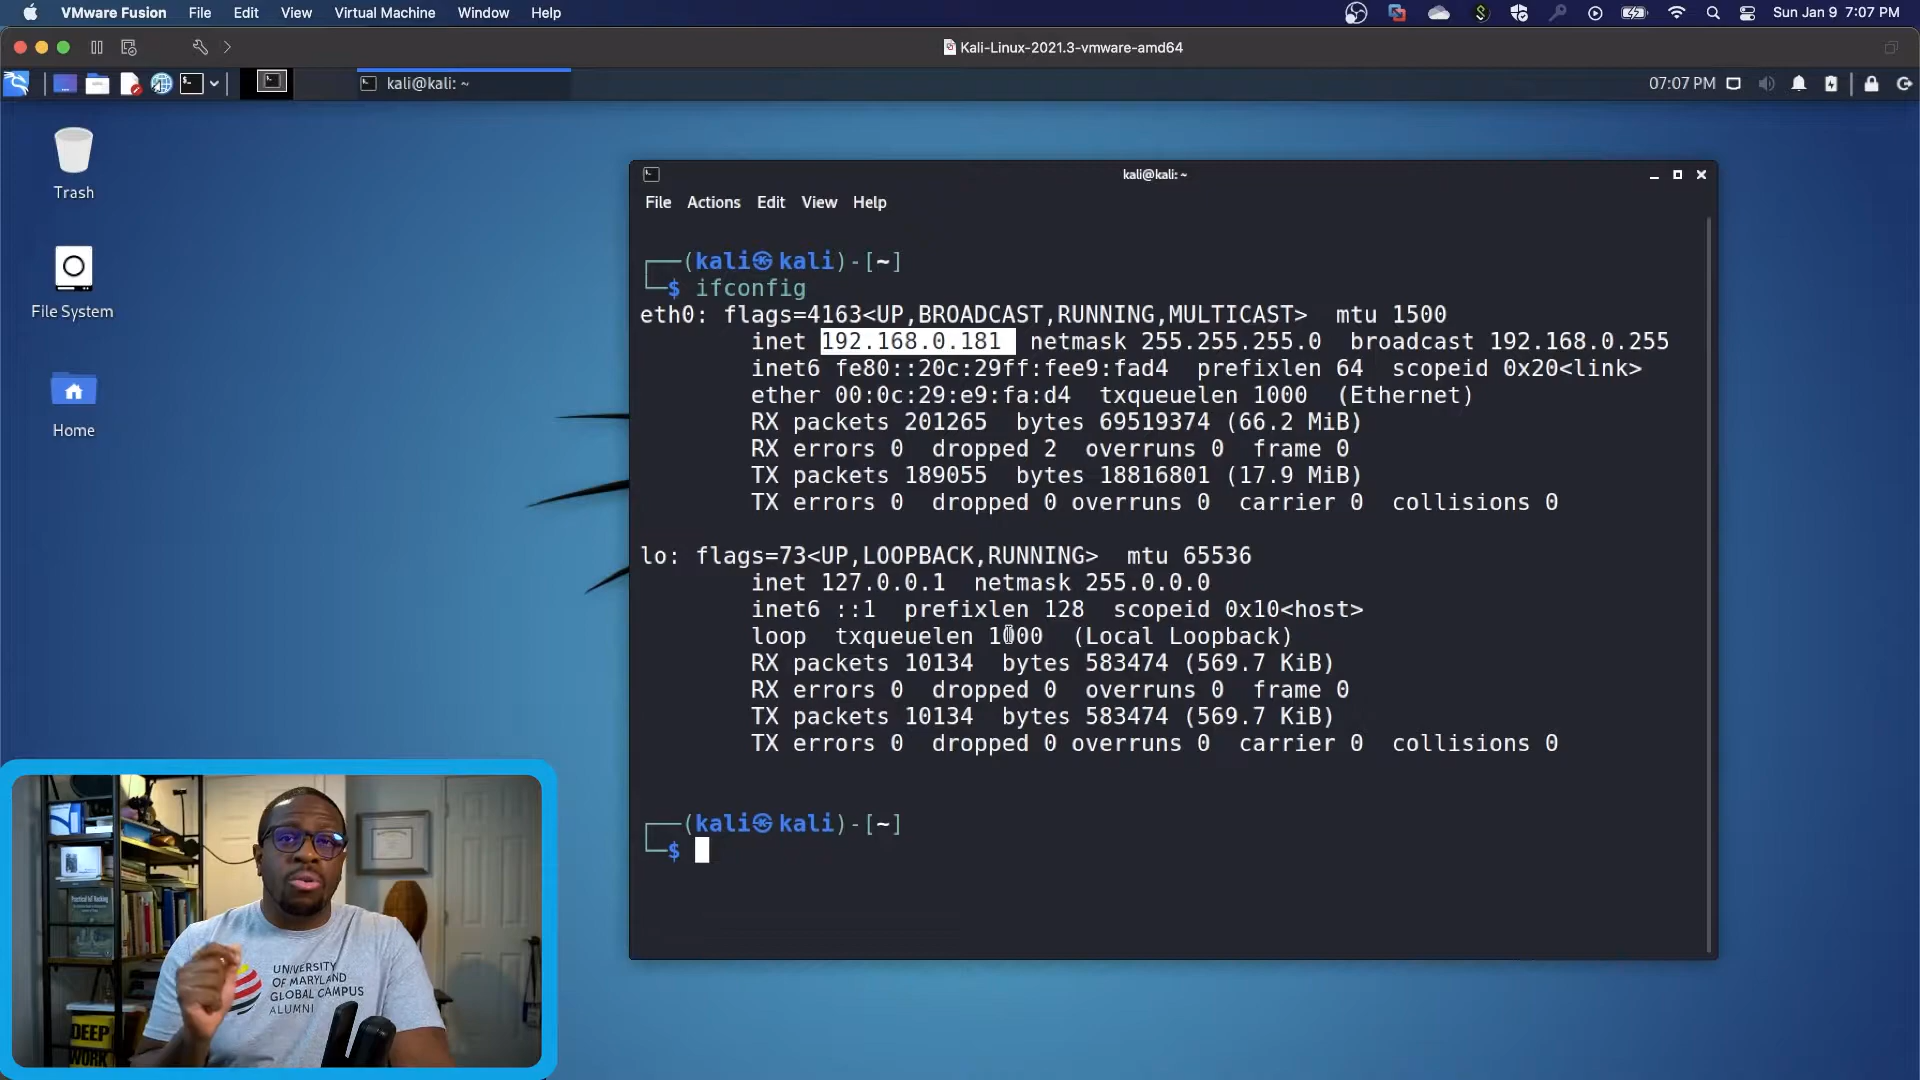 VMware Fusion File Edit View Virtual Machine Window Help Sun Jan 9 7:07 PM
Kali-Linux-2021.3-vmware-amd64
kali@kali: ~ 07:07 PM
Trash
File System
Home
kali@kali: ~
File Actions Edit View Help
┌──(kali㉿kali)-[~]
└─$ ifconfig
eth0: flags=4163<UP,BROADCAST,RUNNING,MULTICAST> mtu 1500
inet 192.168.0.181 netmask 255.255.255.0 broadcast 192.168.0.255
inet6 fe80::20c:29ff:fee9:fad4 prefixlen 64 scopeid 0x20<link>
ether 00:0c:29:e9:fa:d4 txqueuelen 1000 (Ethernet)
RX packets 201265 bytes 69519374 (66.2 MiB)
RX errors 0 dropped 2 overruns 0 frame 0
TX packets 189055 bytes 18816801 (17.9 MiB)
TX errors 0 dropped 0 overruns 0 carrier 0 collisions 0
lo: flags=73<UP,LOOPBACK,RUNNING> mtu 65536
inet 127.0.0.1 netmask 255.0.0.0
inet6 ::1 prefixlen 128 scopeid 0x10<host>
loop txqueuelen 1000 (Local Loopback)
RX packets 10134 bytes 583474 (569.7 KiB)
RX errors 0 dropped 0 overruns 0 frame 0
TX packets 10134 bytes 583474 (569.7 KiB)
TX errors 0 dropped 0 overruns 0 carrier 0 collisions 0
┌──(kali㉿kali)-[~]
└─$
Practical IoT Hacking
UNIVERSITY
OF MARYLAND
GLOBAL CAMPUS
ALUMNI
DEEP
WORK